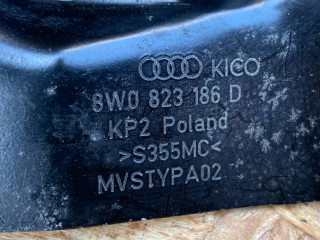 KICO
8W0 823 186 D
KP2 Poland
>S355MC<
MVSTYPA02